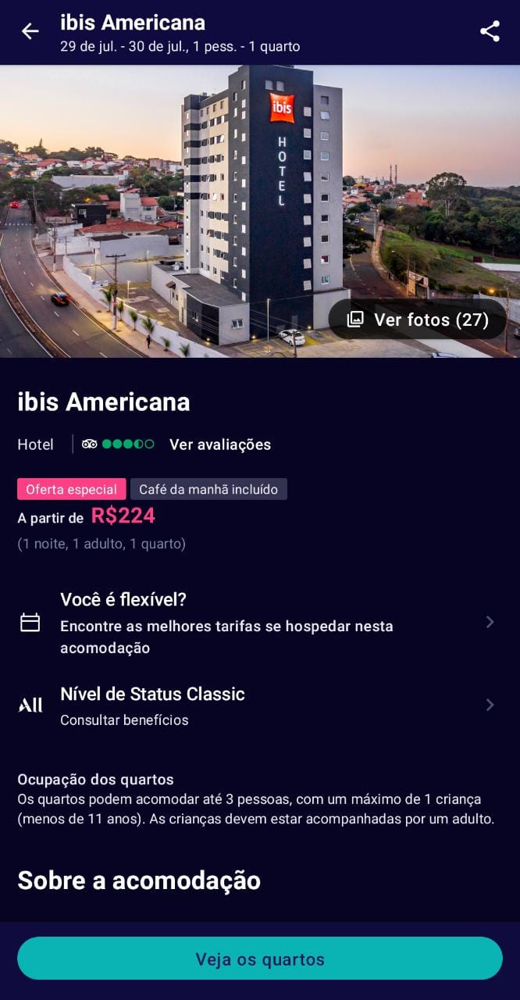 ibis Americana
29 de jul. - 30 de jul., 1 pess. - 1 quarto
ibis
HOTEL
Ver fotos (27)
ibis Americana
Hotel
Ver avaliações
Oferta especial
Café da manhã incluído
A partir de R$224
(1 noite, 1 adulto, 1 quarto)
Você é flexível?
Encontre as melhores tarifas se hospedar nesta
acomodação
ALL
Nível de Status Classic
Consultar benefícios
Ocupação dos quartos
Os quartos podem acomodar até 3 pessoas, com um máximo de 1 criança
(menos de 11 anos). As crianças devem estar acompanhadas por um adulto.
Sobre a acomodação
Veja os quartos